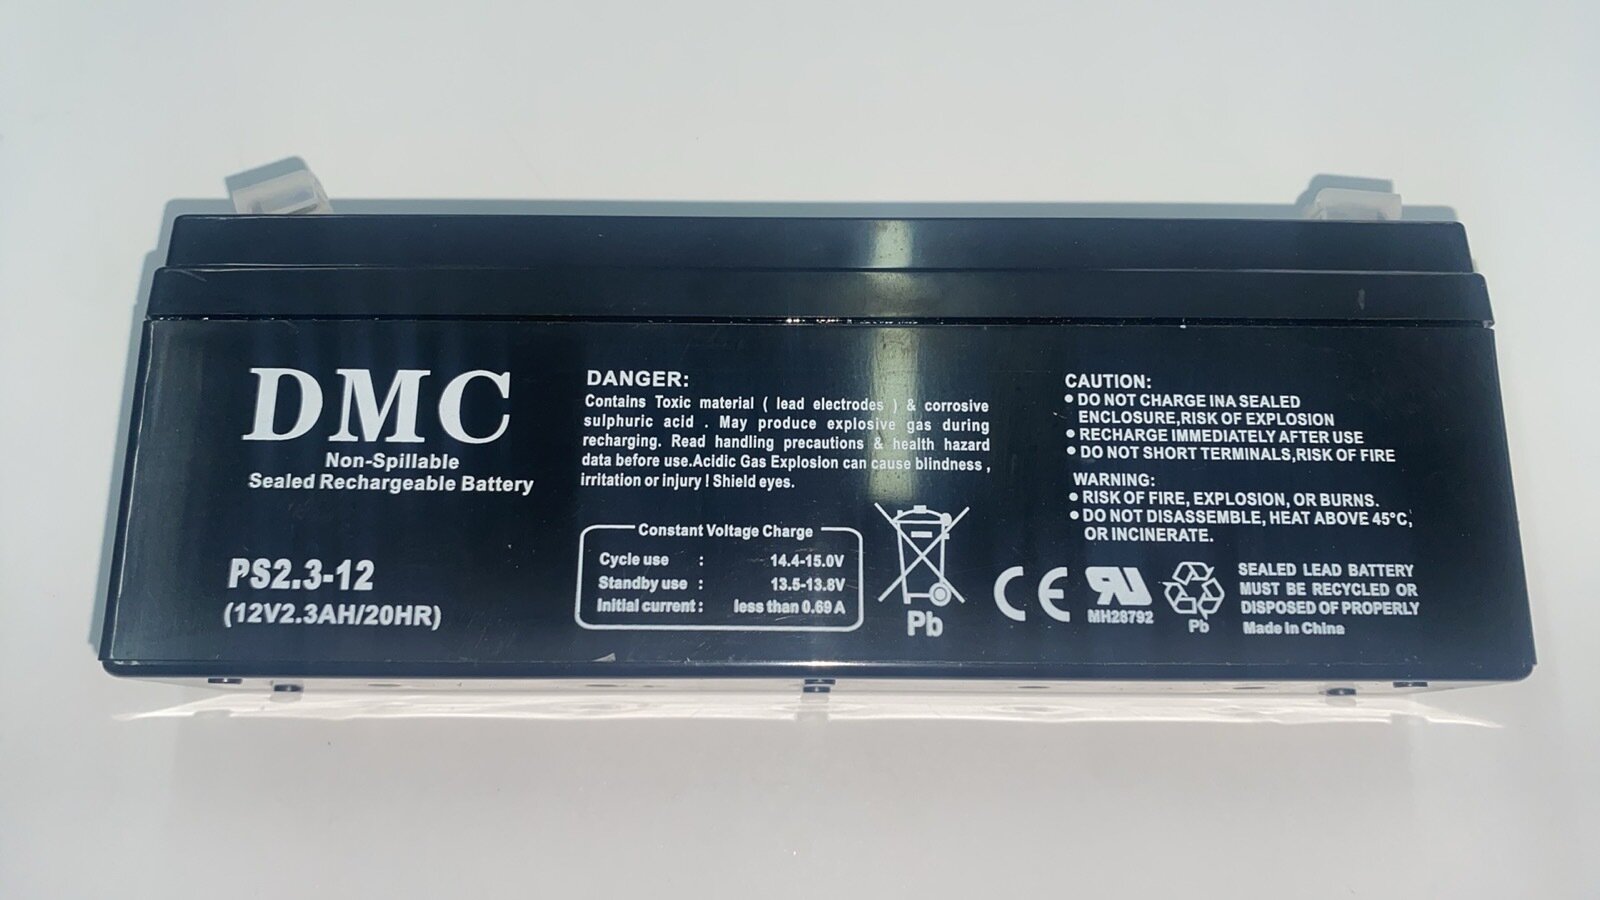 DMC
Non-Spillable
Sealed Rechargeable Battery
PS2.3-12
(12V2.3AH/20HR)
DANGER:
Contains Toxic material ( lead electrodes ) & corrosive
sulphuric acid . May produce explosive gas during
recharging. Read handling precautions & health hazard
data before use.Acidic Gas Explosion can cause blindness ,
irritation or injury ! Shield eyes.
Constant Voltage Charge
Cycle use : 14.4-15.0V
Standby use : 13.5-13.8V
Initial current : less than 0.69 A
Pb
CAUTION:
● DO NOT CHARGE INA SEALED
ENCLOSURE,RISK OF EXPLOSION
● RECHARGE IMMEDIATELY AFTER USE
● DO NOT SHORT TERMINALS,RISK OF FIRE
WARNING:
● RISK OF FIRE, EXPLOSION, OR BURNS.
● DO NOT DISASSEMBLE, HEAT ABOVE 45°C,
OR INCINERATE.
CE
MH28792
Pb
SEALED LEAD BATTERY
MUST BE RECYCLED OR
DISPOSED OF PROPERLY
Made in China